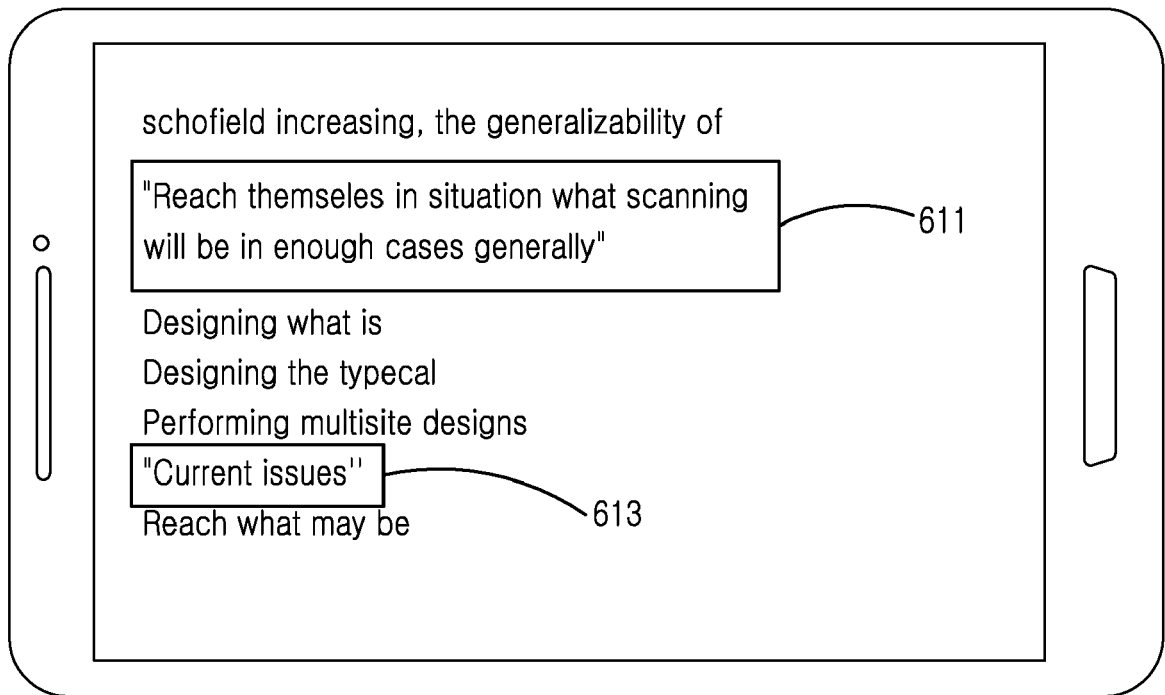 schofield increasing, the generalizability of
"Reach themseles in situation what scanning
will be in enough cases generally"
611
Designing what is
Designing the typecal
Performing multisite designs
"Current issues''
613
Reach what may be